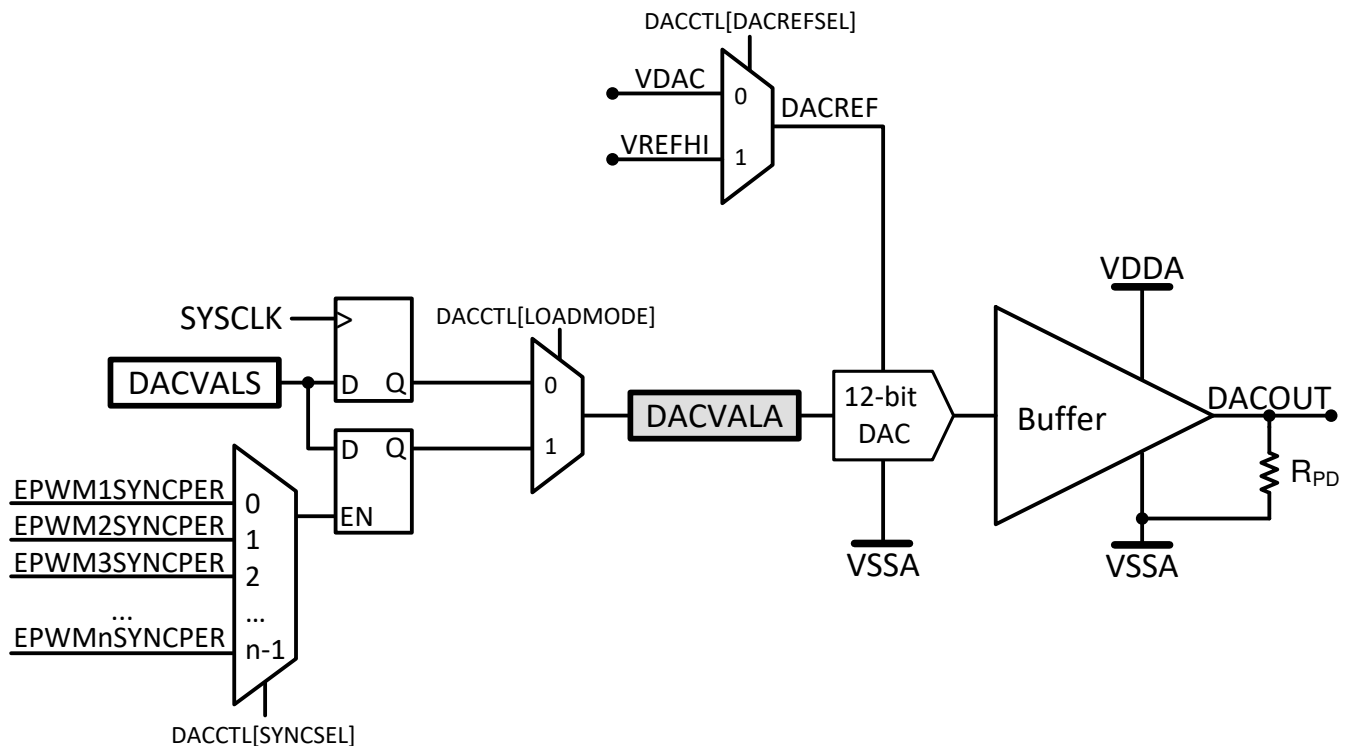 DACCTL[DACREFSEL]
VDAC
0
DACREF
VREFHI
1
VDDA
SYSCLK
>
DACCTL[LOADMODE]
DACVALS
D
Q
0
12-bit
DAC
DACVALA
Buffer
DACOUT
1
D
Q
RPD
EPWM1SYNCPER
0
EN
EPWM2SYNCPER
1
EPWM3SYNCPER
2
VSSA
VSSA
...
...
EPWMnSYNCPER
n-1
DACCTL[SYNCSEL]